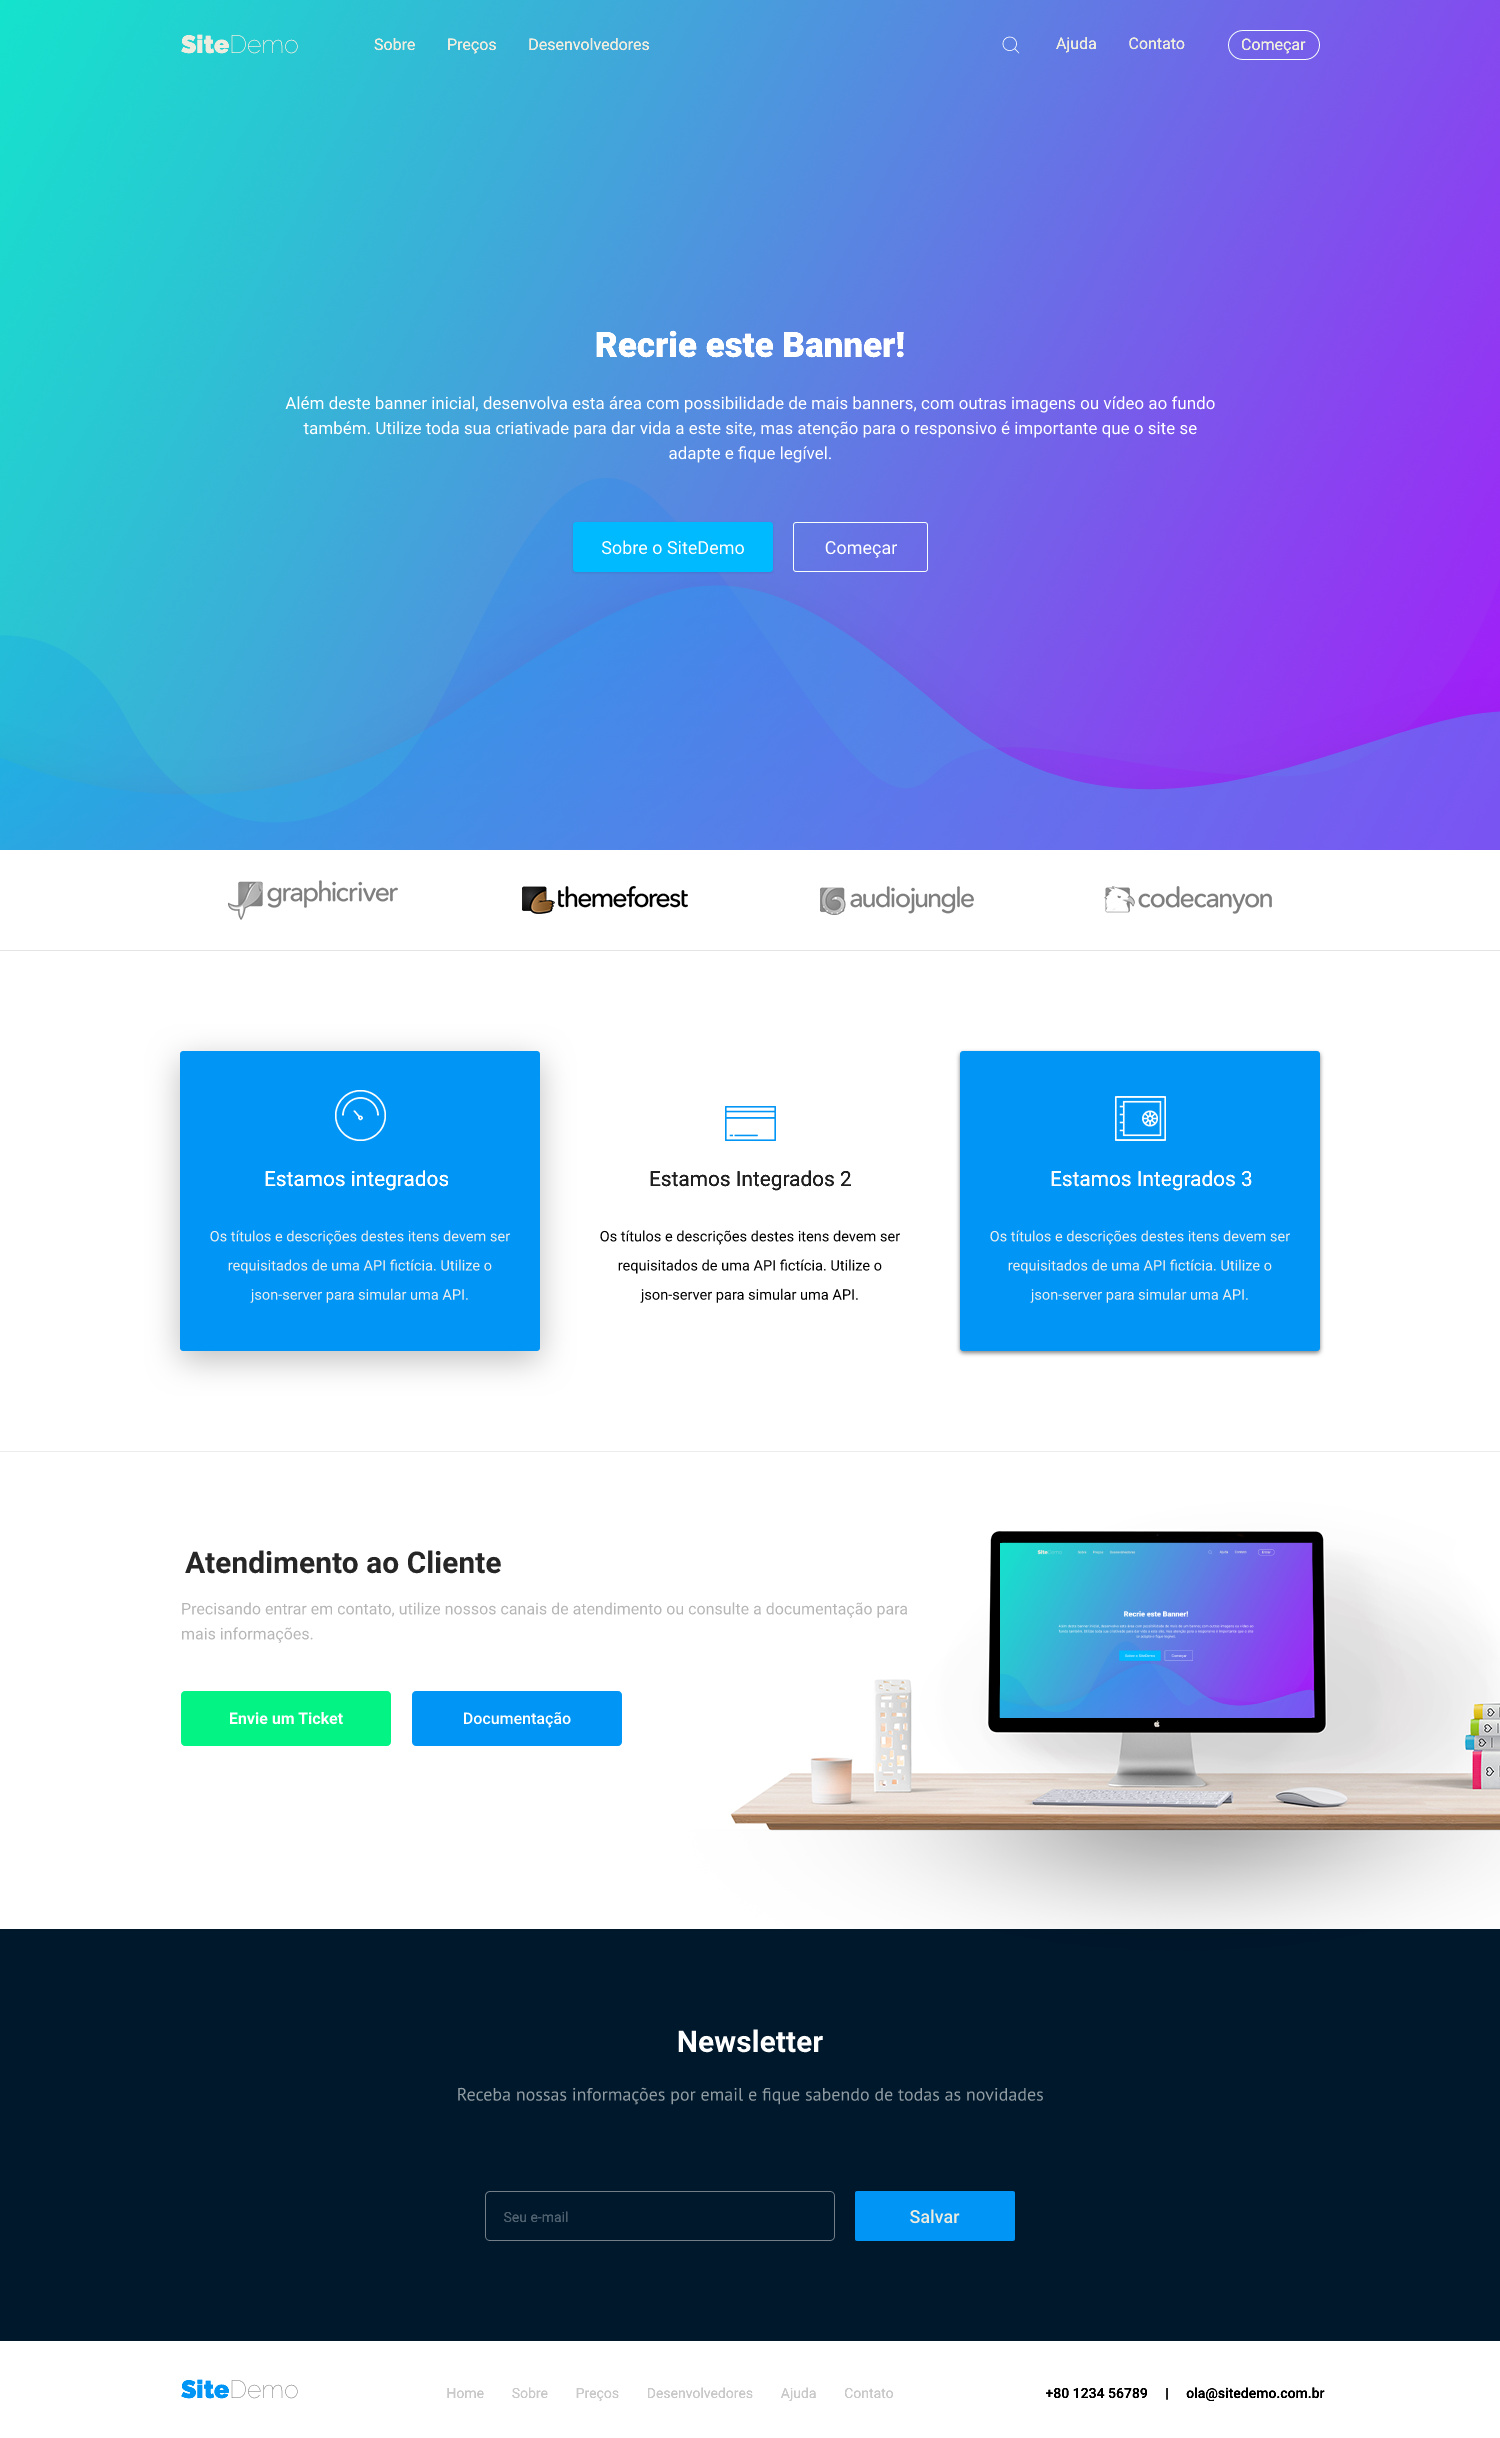 SiteDemo
Sobre
Preços
Desenvolvedores
Ajuda
Contato
Começar
Recrie este Banner!
Além deste banner inicial, desenvolva esta área com possibilidade de mais banners, com outras imagens ou vídeo ao fundo
também. Utilize toda sua criativade para dar vida a este site, mas atenção para o responsivo é importante que o site se
adapte e fique legível.
Sobre o SiteDemo
Começar
graphicriver
themeforest
audiojungle
codecanyon
Estamos integrados
Os títulos e descrições destes itens devem ser
requisitados de uma API fictícia. Utilize o
json-server para simular uma API.
Estamos Integrados 2
Os títulos e descrições destes itens devem ser
requisitados de uma API fictícia. Utilize o
json-server para simular uma API.
Estamos Integrados 3
Os títulos e descrições destes itens devem ser
requisitados de uma API fictícia. Utilize o
json-server para simular uma API.
Atendimento ao Cliente
Precisando entrar em contato, utilize nossos canais de atendimento ou consulte a documentação para
mais informações.
Envie um Ticket
Documentação
SiteDemo
Recrie este Banner!
Newsletter
Receba nossas informações por email e fique sabendo de todas as novidades
Seu e-mail
Salvar
SiteDemo
Home
Sobre
Preços
Desenvolvedores
Ajuda
Contato
+80 1234 56789 | ola@sitedemo.com.br